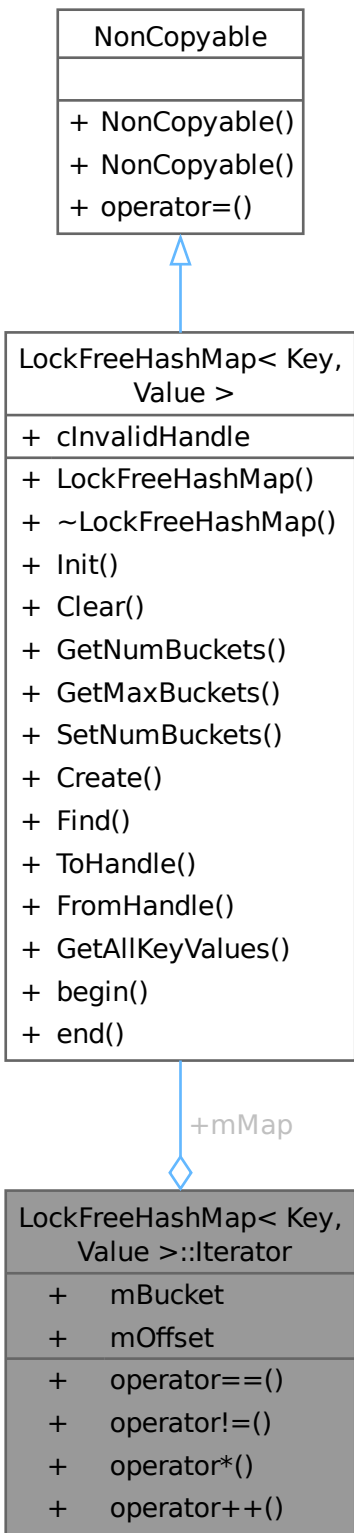 NonCopyable
+ NonCopyable()
+ NonCopyable()
+ operator=()
LockFreeHashMap< Key,
Value >
+ cInvalidHandle
+ LockFreeHashMap()
+ ~LockFreeHashMap()
+ Init()
+ Clear()
+ GetNumBuckets()
+ GetMaxBuckets()
+ SetNumBuckets()
+ Create()
+ Find()
+ ToHandle()
+ FromHandle()
+ GetAllKeyValues()
+ begin()
+ end()
+mMap
LockFreeHashMap< Key,
Value >::Iterator
+ mBucket
+ mOffset
+ operator==()
+ operator!=()
+ operator*()
+ operator++()